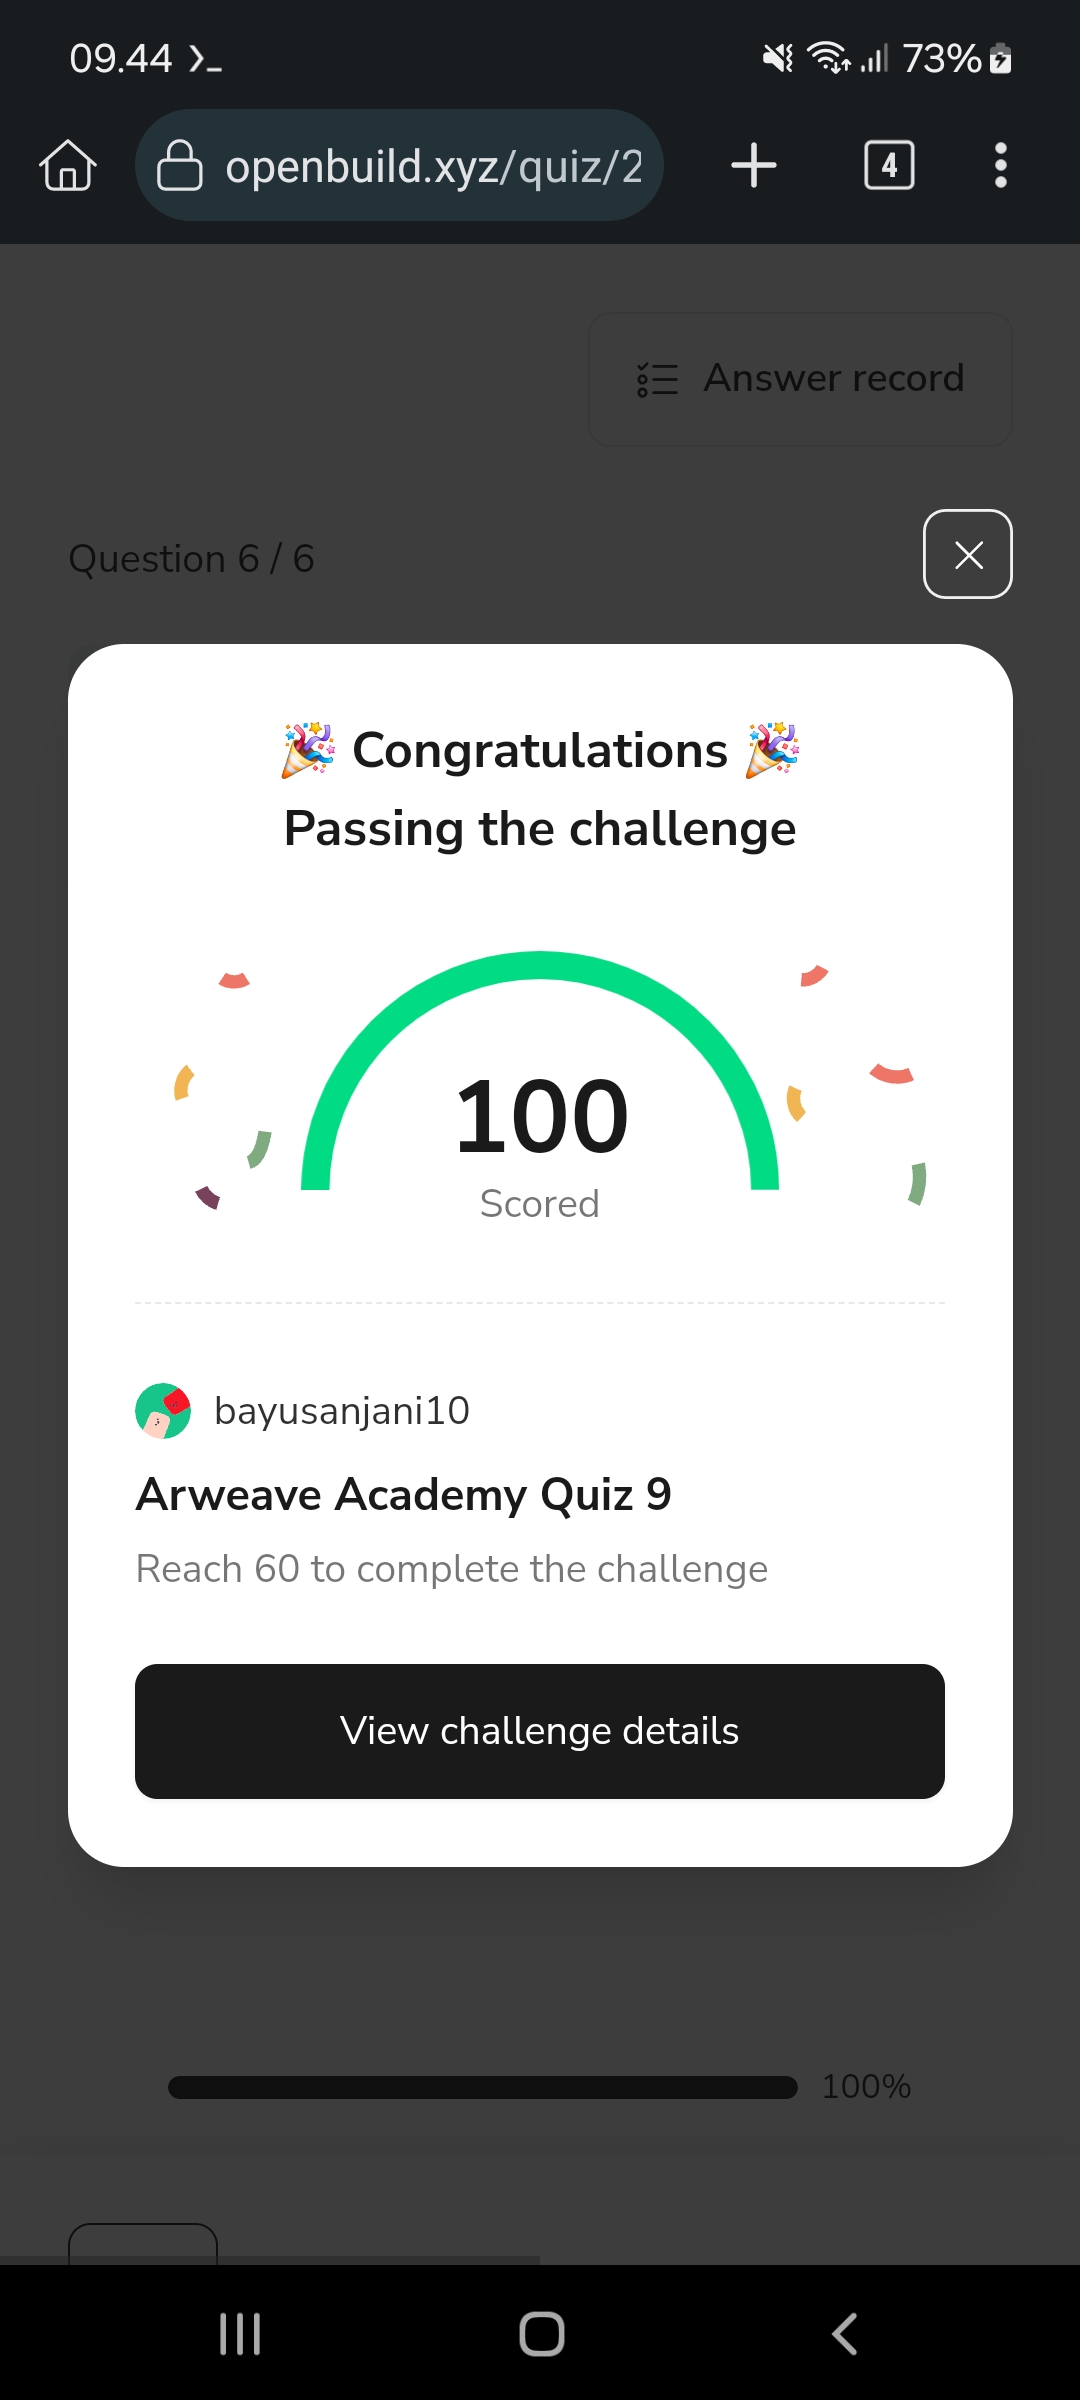 09.44
73%
openbuild.xyz/quiz/2
4
Answer record
Question 6 / 6
🎉 Congratulations 🎉
Passing the challenge
100
Scored
bayusanjani10
Arweave Academy Quiz 9
Reach 60 to complete the challenge
View challenge details
100%